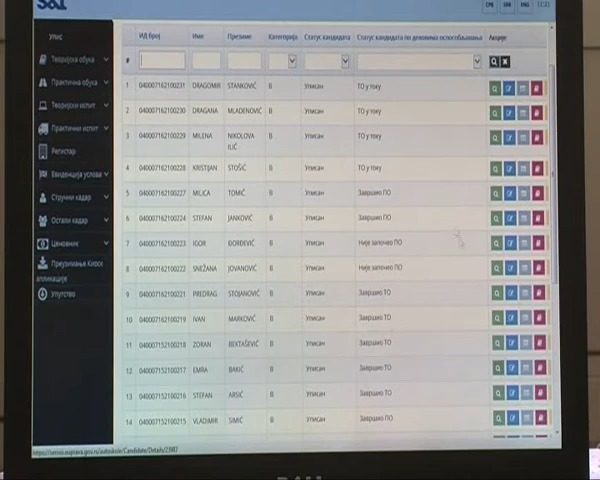 СРБ ENG 11:21
Упис
Теоријска обука
Практична обука
Теоријски испит
Практични испит
Регистар
Евиденција услова
Стручни кадар
Остали кадар
Ценовник
Преузимање Киоск апликације
Упутство
ИД број Име Презиме Категорија Статус кандидата Статус кандидата по деловима оспособљавања Акције
#
1 040007162100231 DRAGOMIR STANKOVIĆ B Уписан ТО у току
2 040007162100230 DRAGANA MLADENOVIĆ B Уписан ТО у току
3 040007162100229 MILENA NIKOLOVA ILIĆ B Уписан ТО у току
4 040007162100228 KRISTIJAN STOŠIĆ B Уписан ТО у току
5 040007162100227 MILICA TOMIĆ B Уписан Завршио ПО
6 040007162100224 STEFAN JANKOVIĆ B Уписан Завршио ПО
7 040007162100223 IGOR ĐORĐEVIĆ B Уписан Није започео ПО
8 040007162100222 SNEŽANA JOVANOVIĆ B Уписан Није започео ПО
9 040007162100221 PREDRAG STOJANOVIĆ B Уписан Завршио ТО
10 040007162100219 IVAN MARKOVIĆ B Уписан Завршио ТО
11 040007152100218 ZORAN BEKTAŠEVIĆ B Уписан Завршио ТО
12 040007152100217 EMRA BAKIĆ B Уписан Завршио ТО
13 040007152100216 STEFAN ARSIĆ B Уписан Завршио ТО
14 040007152100215 VLADIMIR SIMIĆ B Уписан Завршио ПО